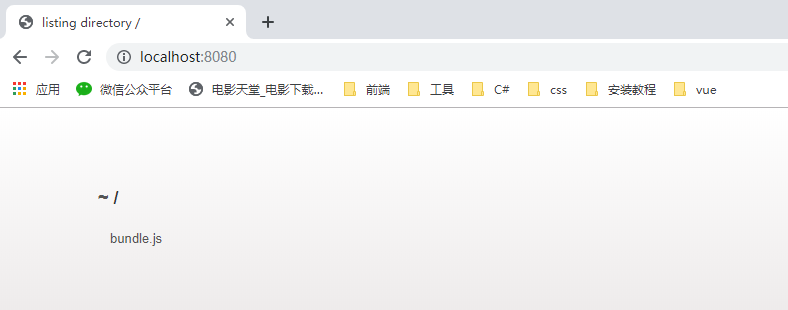 listing directory /
localhost:8080
应用 微信公众平台 电影天堂_电影下载... 前端 工具 C# css 安装教程 vue
~ /
bundle.js